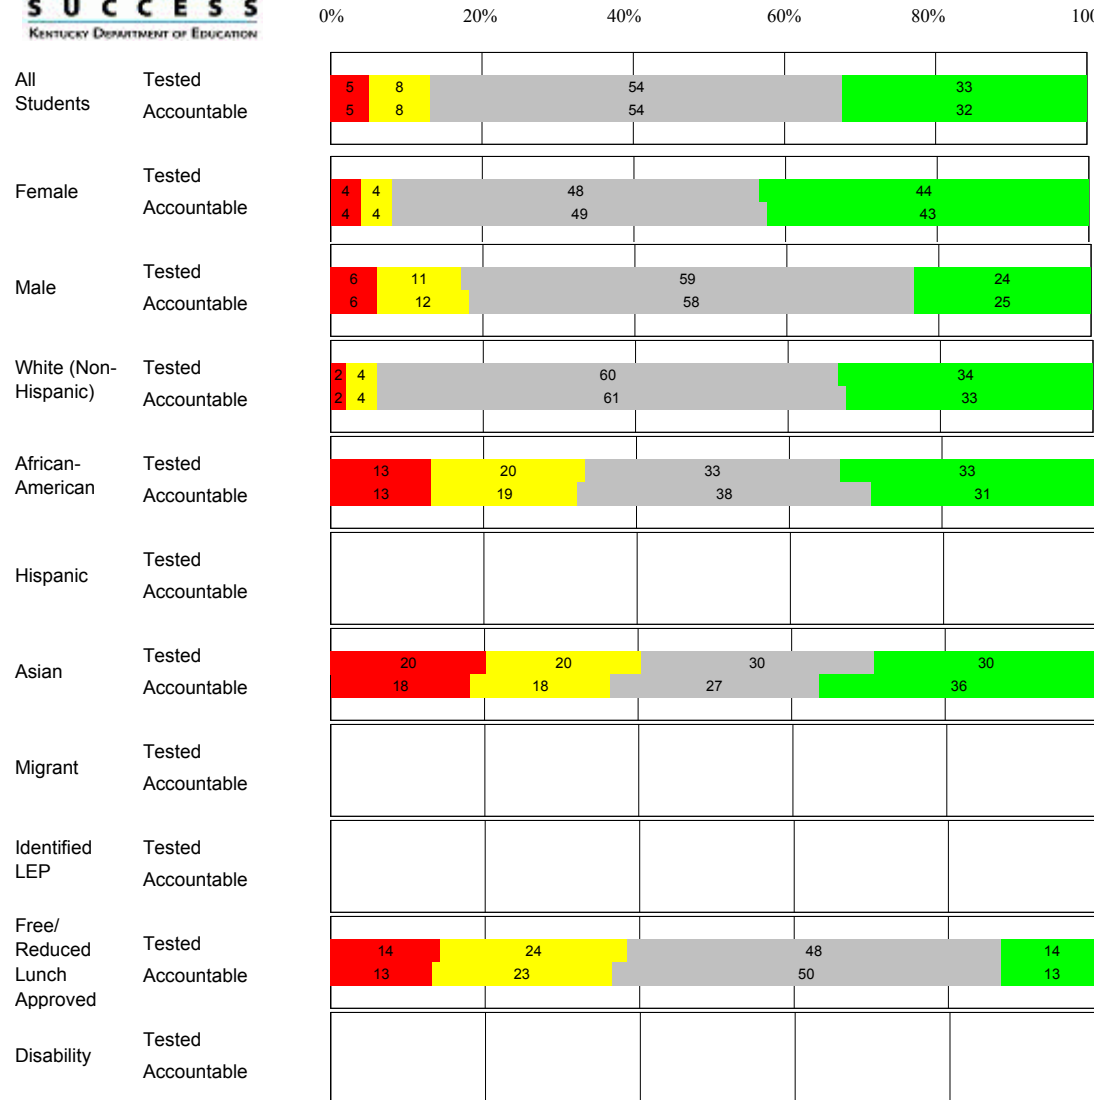 SUCCESS
KENTUCKY DEPARTMENT OF EDUCATION
0% 20% 40% 60% 80% 100
All Students
Tested 5 8 54 33
Accountable 5 8 54 32
Female
Tested 4 4 48 44
Accountable 4 4 49 43
Male
Tested 6 11 59 24
Accountable 6 12 58 25
White (Non-
Hispanic)
Tested 2 4 60 34
Accountable 2 4 61 33
African-
American
Tested 13 20 33 33
Accountable 13 19 38 31
Hispanic
Tested
Accountable
Asian
Tested 20 20 30 30
Accountable 18 18 27 36
Migrant
Tested
Accountable
Identified
LEP
Tested
Accountable
Free/
Reduced
Lunch
Approved
Tested 14 24 48 14
Accountable 13 23 50 13
Disability
Tested
Accountable